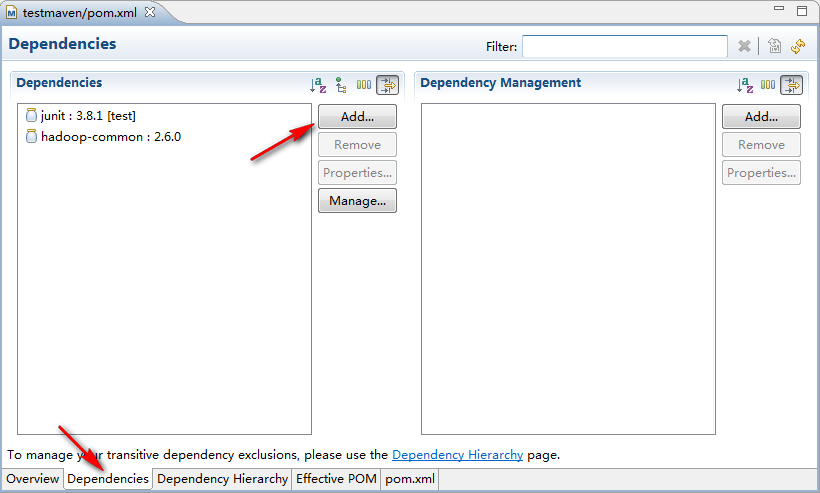 testmaven/pom.xml
Dependencies
Filter:
Dependencies
Dependency Management
junit : 3.8.1 [test]
hadoop-common : 2.6.0
Add...
Remove
Properties...
Manage...
Add...
Remove
Properties...
To manage your transitive dependency exclusions, please use the Dependency Hierarchy page.
Overview Dependencies Dependency Hierarchy Effective POM pom.xml